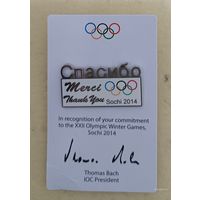 Спасибо
Merci
Thank You
Sochi 2014
In recognition of your commitment
to the XXII Olympic Winter Games,
Sochi 2014
Thomas Bach
IOC President